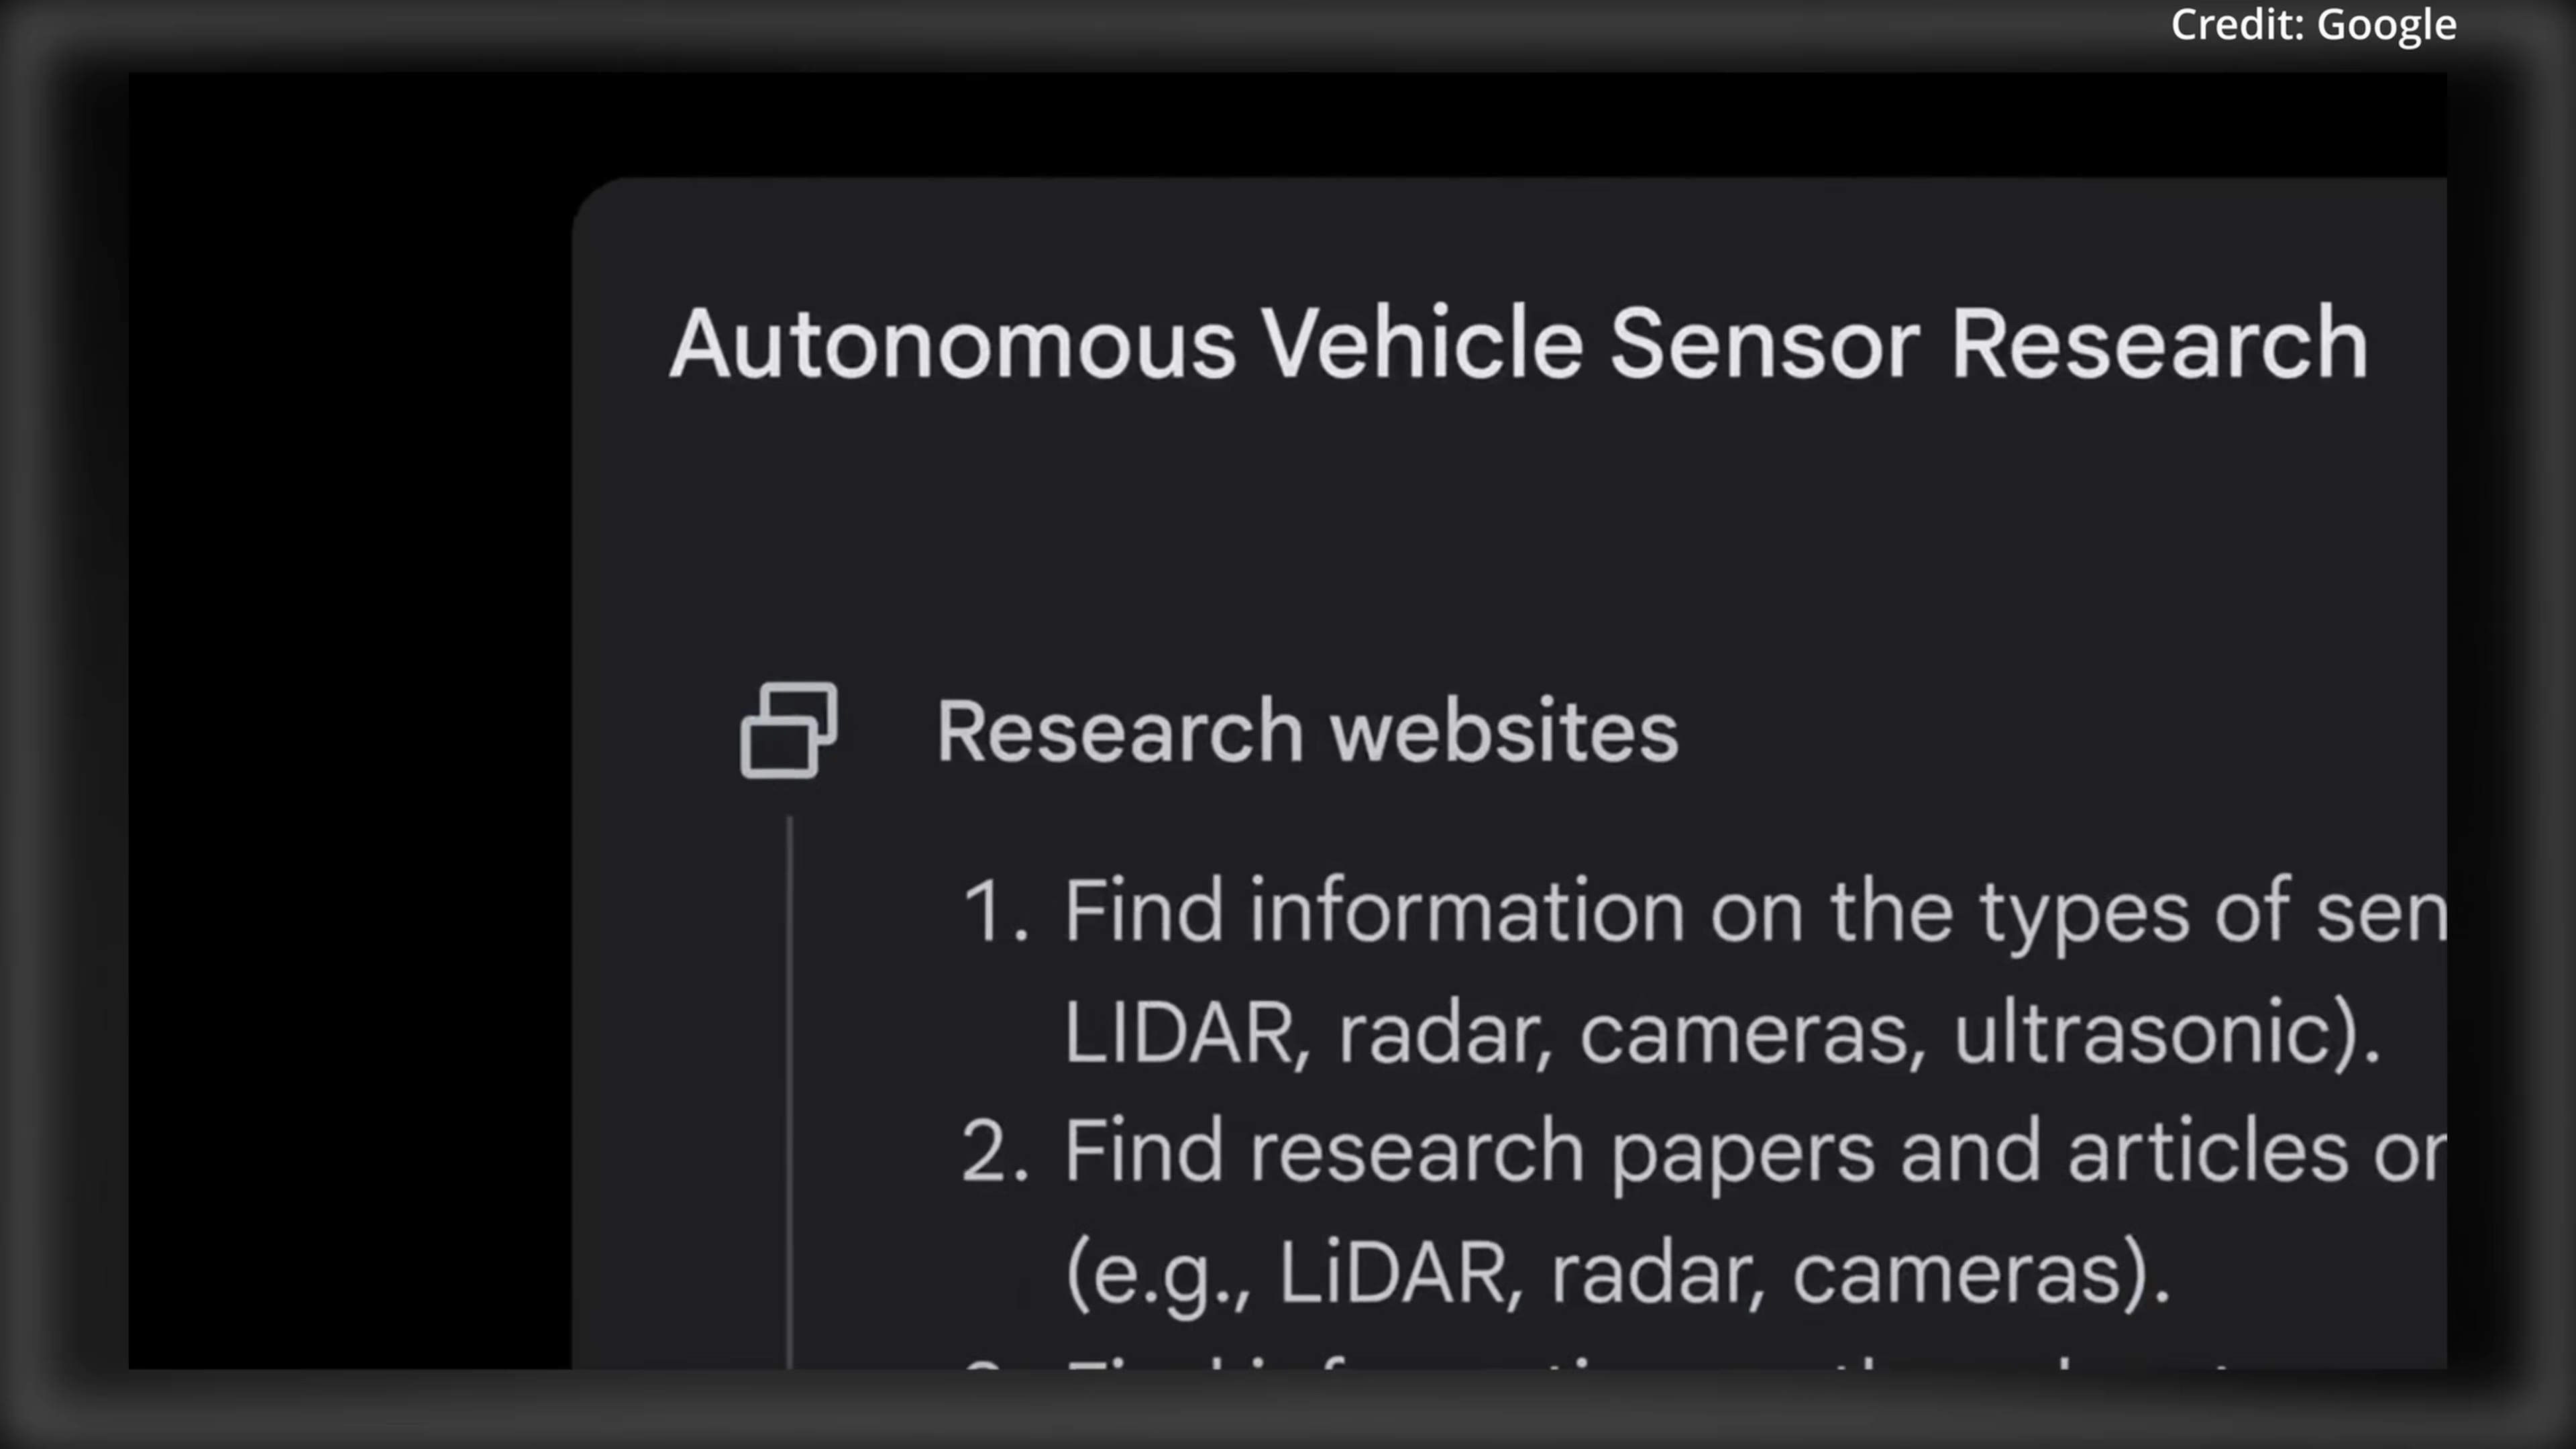 Credit: Google
Autonomous Vehicle Sensor Research
Research websites
1. Find information on the types of sen
LIDAR, radar, cameras, ultrasonic).
2. Find research papers and articles or
(e.g., LiDAR, radar, cameras).